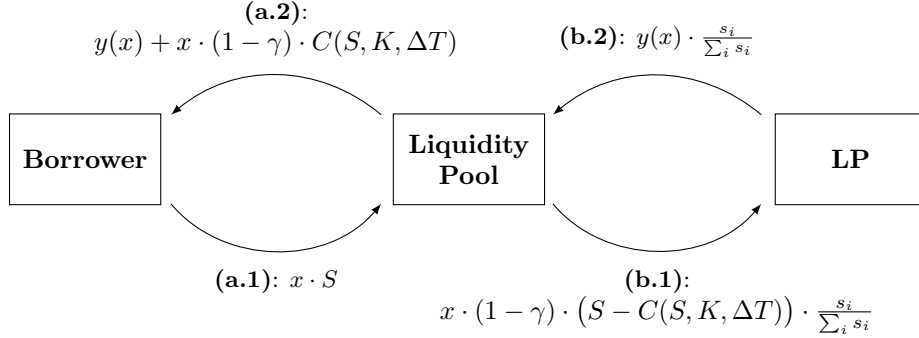 (a.2):
y(x) + x · (1 − γ) · C(S, K, ΔT)
(b.2): y(x) · s_i / ∑_i s_i
Borrower
Liquidity
Pool
LP
(a.1): x · S
(b.1):
x · (1 − γ) · (S − C(S, K, ΔT)) · s_i / ∑_i s_i